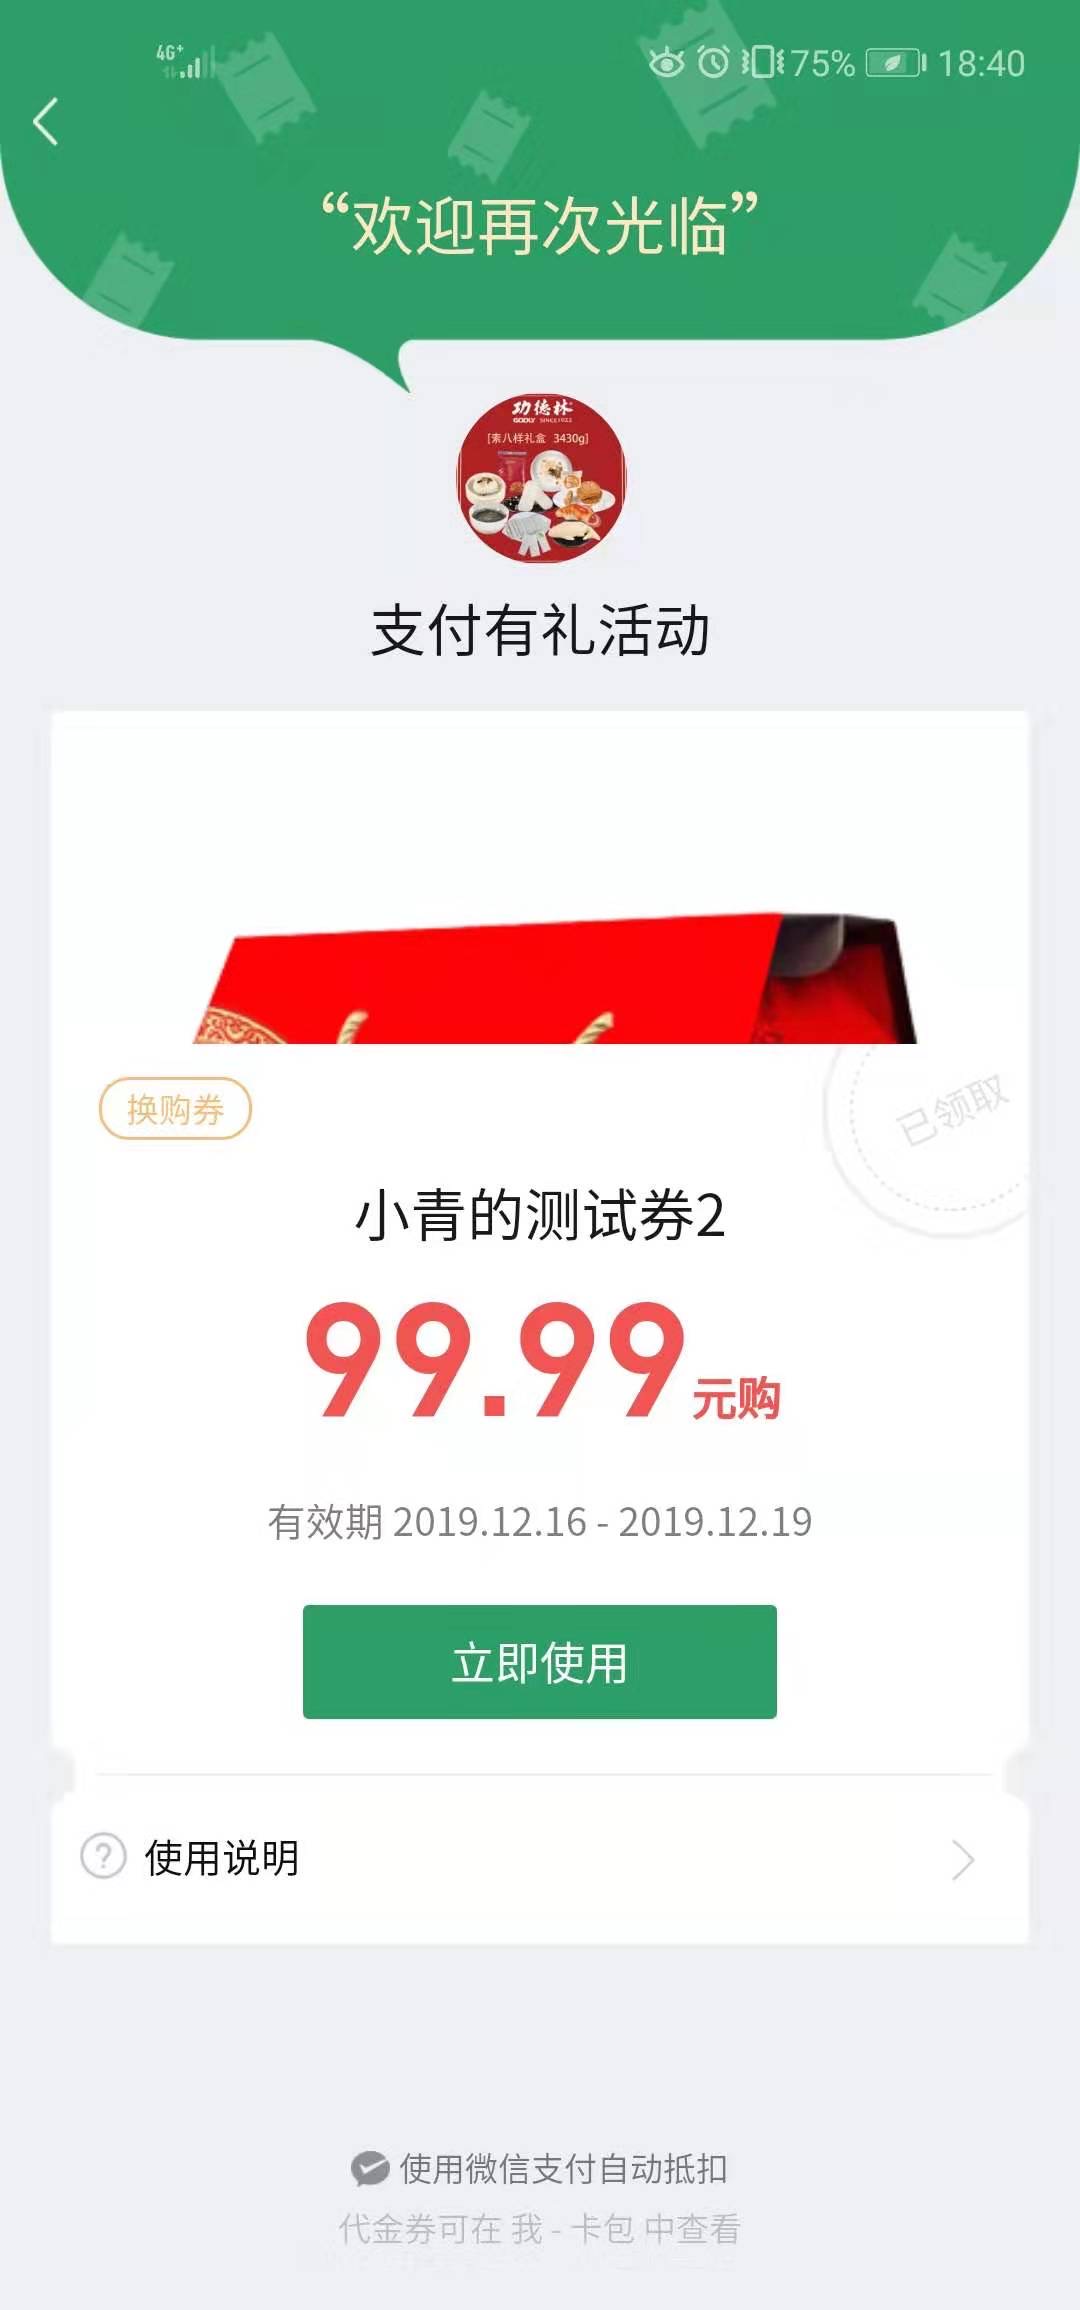 4G+
75% 18:40
“欢迎再次光临”
功德林
GODLY SINCE1922
[素八样礼盒 3430g]
支付有礼活动
换购券
已领取
小青的测试券2
99.99元购
有效期 2019.12.16 - 2019.12.19
立即使用
使用说明
使用微信支付自动抵扣
代金券可在 我 - 卡包 中查看